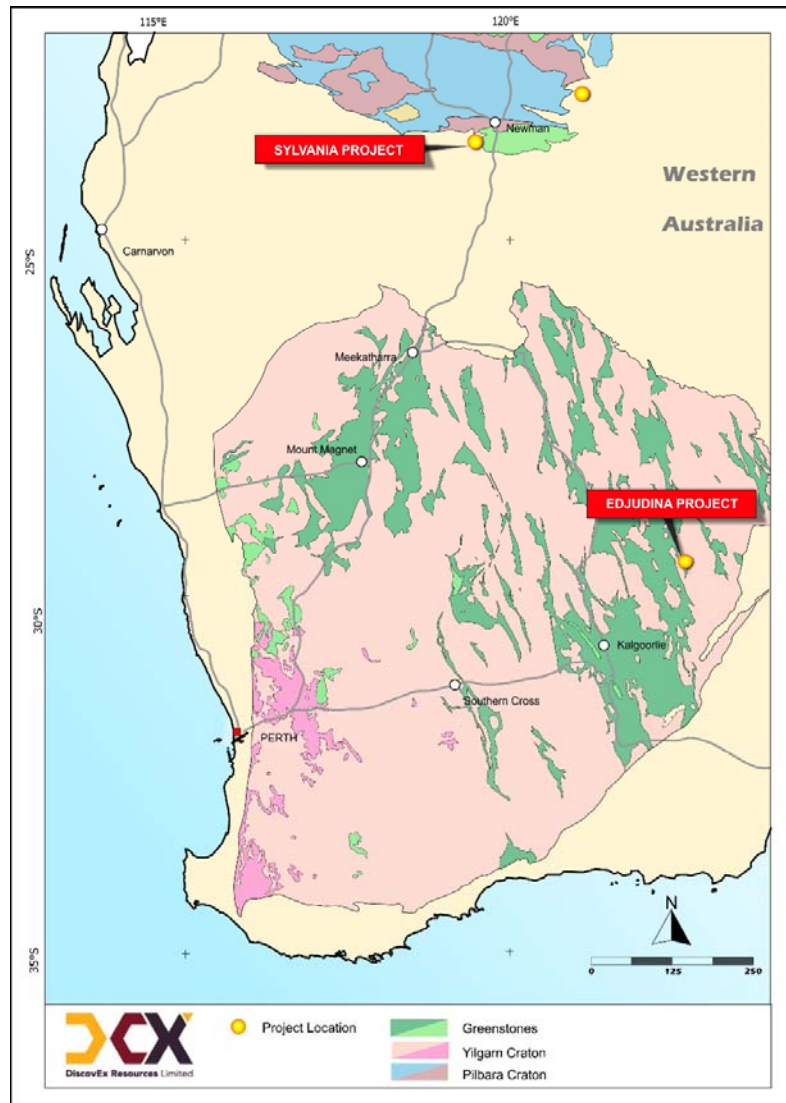 115°E
120°E
Newman
SYLVANIA PROJECT
Western
Australia
Carnarvon
25°S
Meekatharra
Mount Magnet
EDJUDINA PROJECT
30°S
Kalgoorlie
Southern Cross
PERTH
N
35°S
0 125 250
DCX
DiscovEx Resources Limited
Project Location
Greenstones
Yilgarn Craton
Pilbara Craton